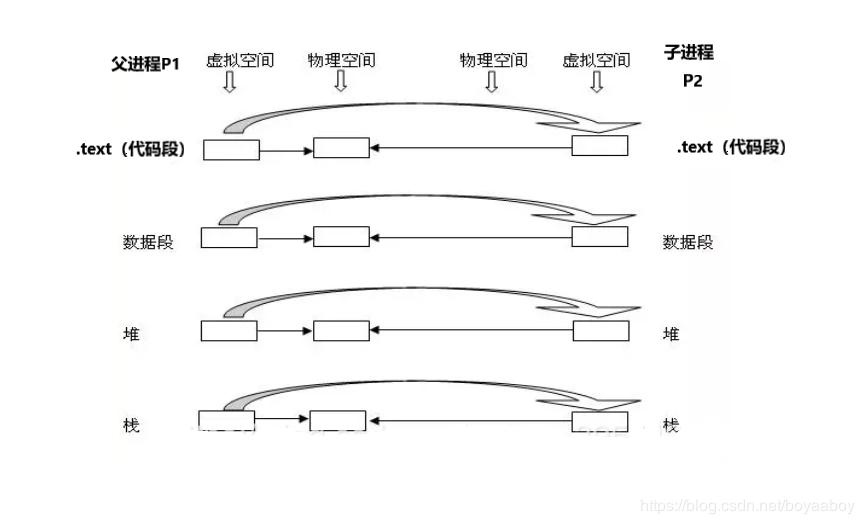 父进程P1 虚拟空间 物理空间 物理空间 虚拟空间 子进程
P2
.text（代码段） .text（代码段）
数据段 数据段
堆 堆
栈 栈
https://blog.csdn.net/boyaaboy